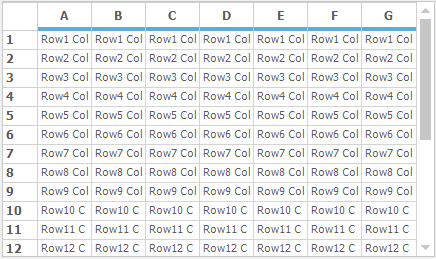 A B C D E F G
1 Row1 Col Row1 Col Row1 Col Row1 Col Row1 Col Row1 Col Row1 Col
2 Row2 Col Row2 Col Row2 Col Row2 Col Row2 Col Row2 Col Row2 Col
3 Row3 Col Row3 Col Row3 Col Row3 Col Row3 Col Row3 Col Row3 Col
4 Row4 Col Row4 Col Row4 Col Row4 Col Row4 Col Row4 Col Row4 Col
5 Row5 Col Row5 Col Row5 Col Row5 Col Row5 Col Row5 Col Row5 Col
6 Row6 Col Row6 Col Row6 Col Row6 Col Row6 Col Row6 Col Row6 Col
7 Row7 Col Row7 Col Row7 Col Row7 Col Row7 Col Row7 Col Row7 Col
8 Row8 Col Row8 Col Row8 Col Row8 Col Row8 Col Row8 Col Row8 Col
9 Row9 Col Row9 Col Row9 Col Row9 Col Row9 Col Row9 Col Row9 Col
10 Row10 C Row10 C Row10 C Row10 C Row10 C Row10 C Row10 C
11 Row11 C Row11 C Row11 C Row11 C Row11 C Row11 C Row11 C
12 Row12 C Row12 C Row12 C Row12 C Row12 C Row12 C Row12 C